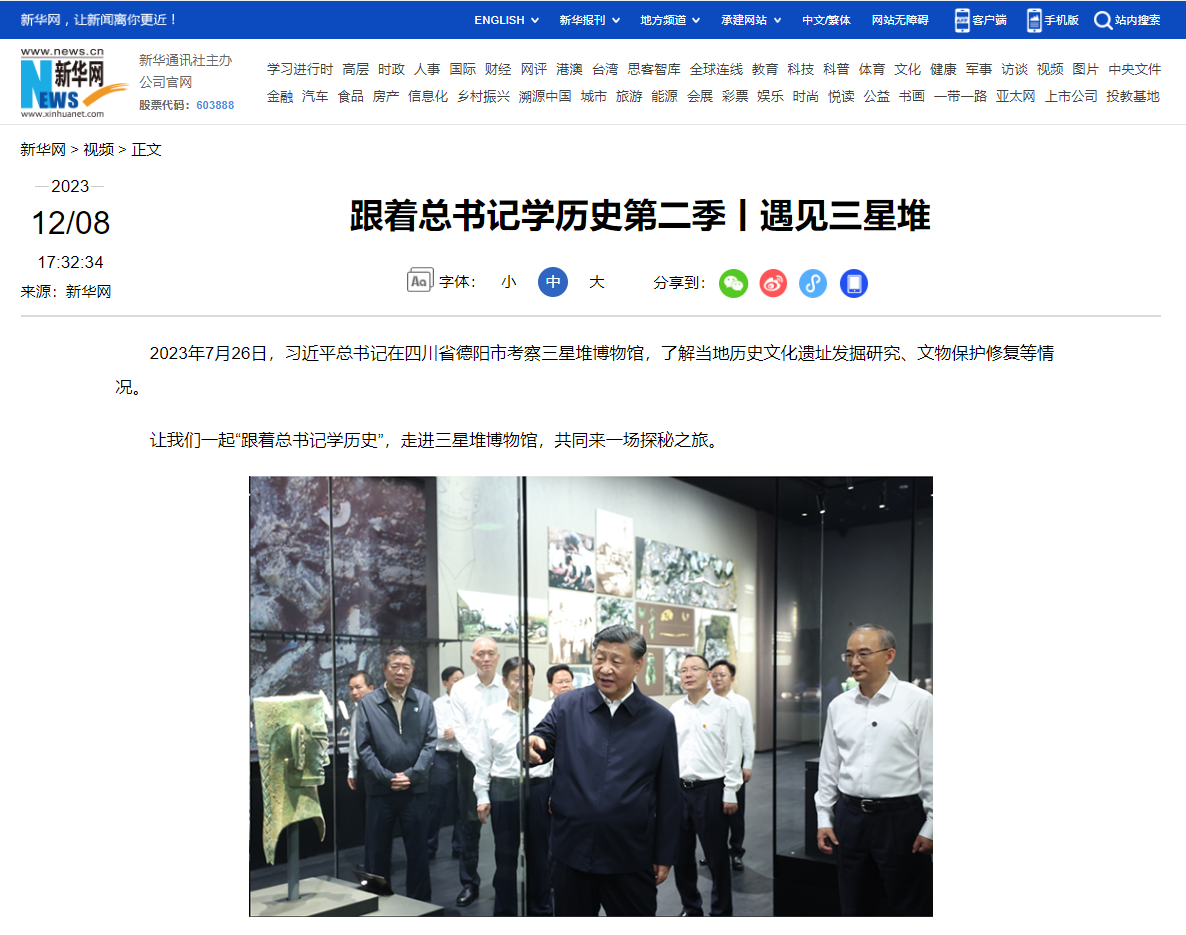 新华网，让新闻离你更近！
ENGLISH 新华报刊 地方频道 承建网站 中文/繁体 网站无障碍 客户端 手机版 站内搜索
www.news.cn
新华网
NEWS
www.xinhuanet.com
新华通讯社主办
公司官网
股票代码：603888
学习进行时 高层 时政 人事 国际 财经 网评 港澳 台湾 思客智库 全球连线 教育 科技 科普 体育 文化 健康 军事 访谈 视频 图片 中央文件
金融 汽车 食品 房产 信息化 乡村振兴 溯源中国 城市 旅游 能源 会展 彩票 娱乐 时尚 悦读 公益 书画 一带一路 亚太网 上市公司 投教基地
新华网 > 视频 > 正文
2023
12/08
17:32:34
来源：新华网
跟着总书记学历史第二季丨遇见三星堆
Aa 字体： 小 中 大 分享到：
2023年7月26日，习近平总书记在四川省德阳市考察三星堆博物馆，了解当地历史文化遗址发掘研究、文物保护修复等情
况。
让我们一起“跟着总书记学历史”，走进三星堆博物馆，共同来一场探秘之旅。